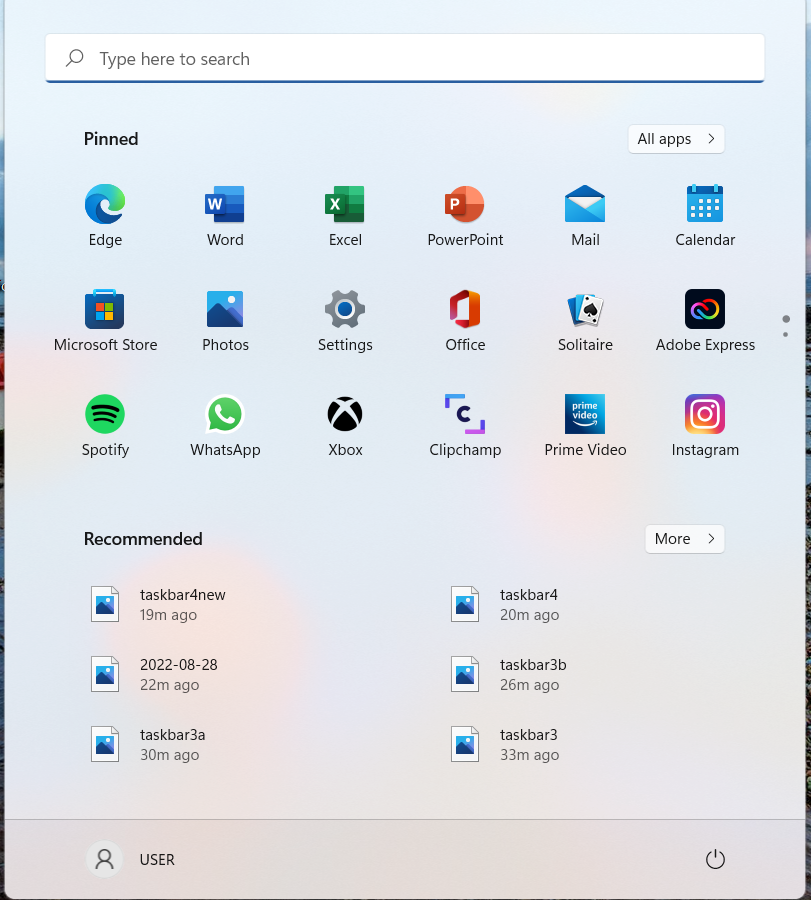 Type here to search
Pinned
All apps
Edge
Word
Excel
PowerPoint
Mail
Calendar
Microsoft Store
Photos
Settings
Office
Solitaire
Adobe Express
prime video
Spotify
WhatsApp
Xbox
Clipchamp
Prime Video
Instagram
Recommended
More
taskbar4new
19m ago
taskbar4
20m ago
2022-08-28
22m ago
taskbar3b
26m ago
taskbar3a
30m ago
taskbar3
33m ago
USER